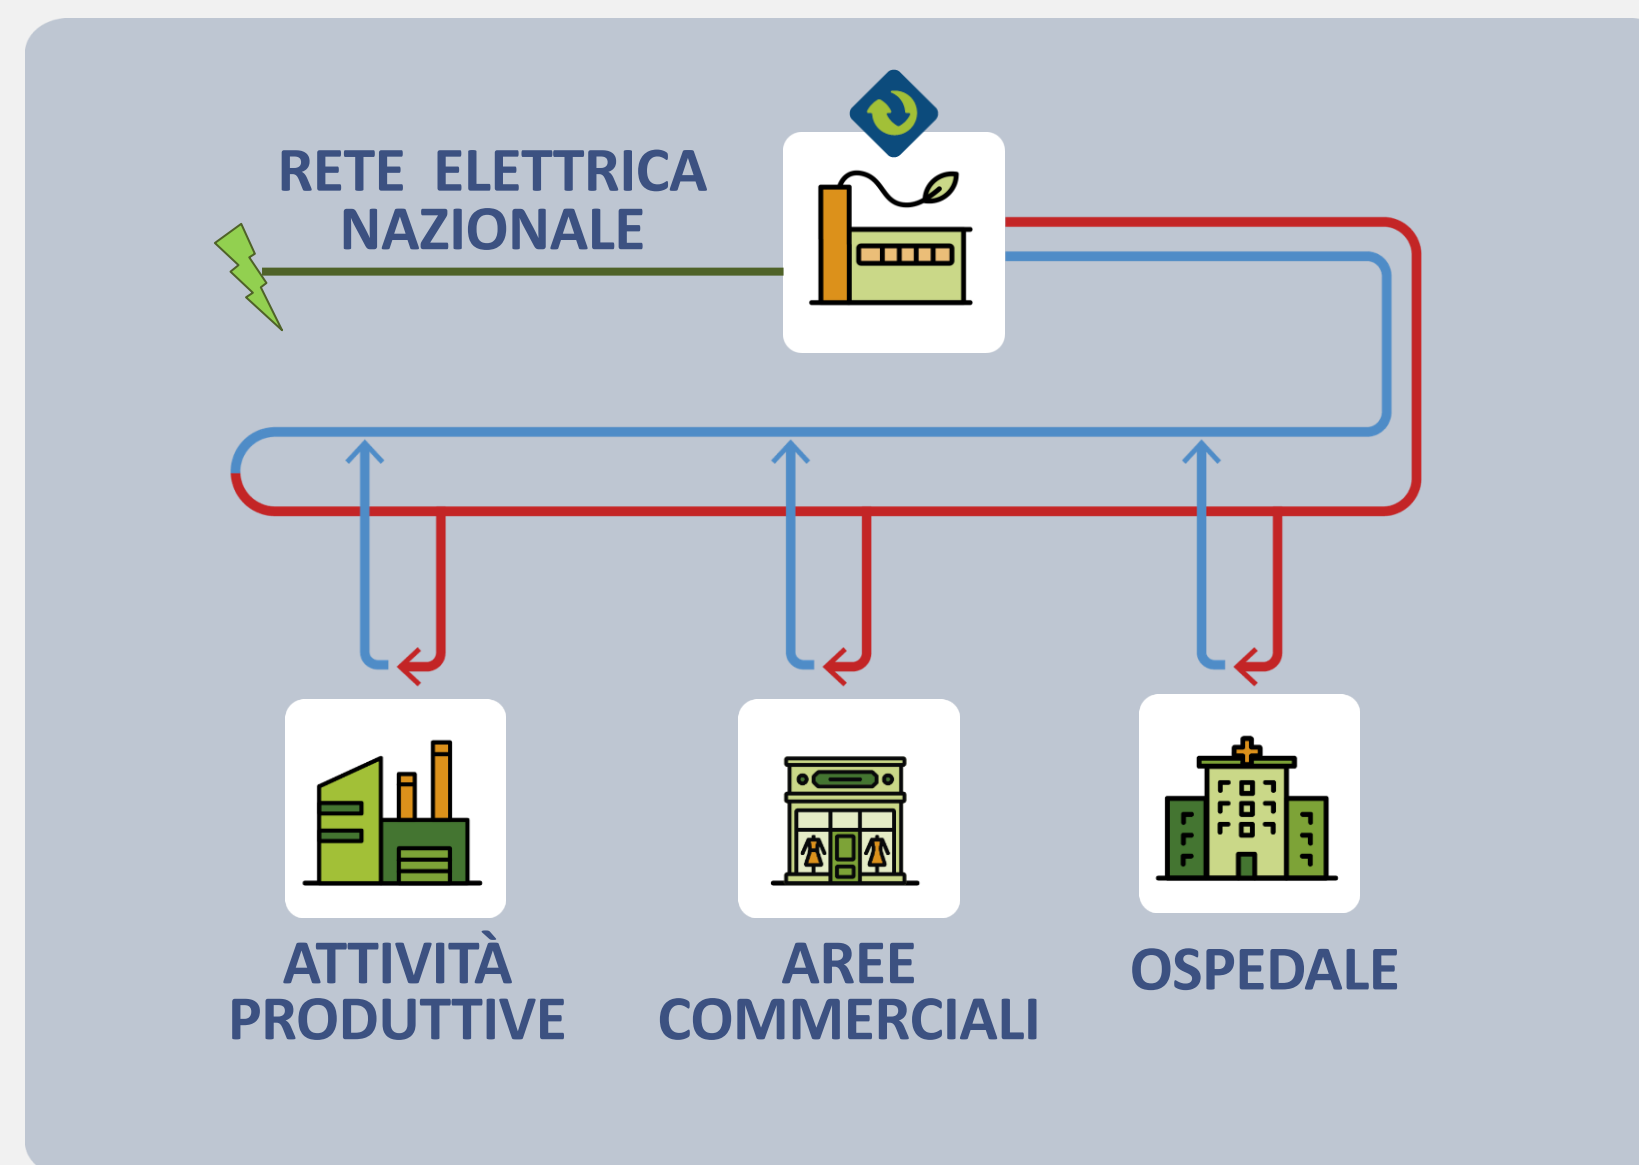 RETE ELETTRICA
NAZIONALE
ATTIVITÀ
PRODUTTIVE
AREE
COMMERCIALI
OSPEDALE